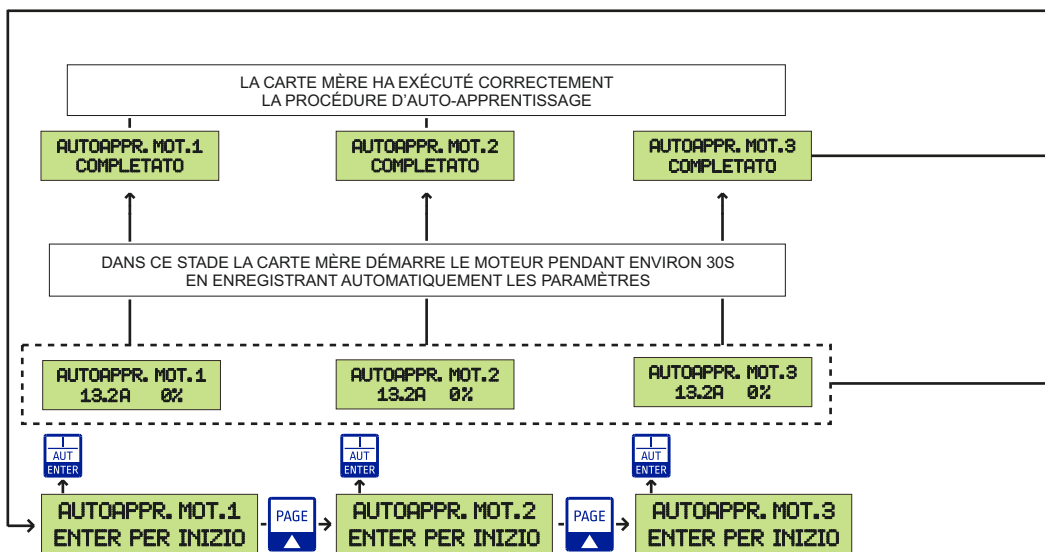 LA CARTE MÈRE HA EXÉCUTÉ CORRECTEMENT
LA PROCÉDURE D'AUTO-APPRENTISSAGE
AUTOAPPR. MOT.1
COMPLETATO
AUTOAPPR. MOT.2
COMPLETATO
AUTOAPPR. MOT.3
COMPLETATO
DANS CE STADE LA CARTE MÈRE DÉMARRE LE MOTEUR PENDANT ENVIRON 30S
EN ENREGISTRANT AUTOMATIQUEMENT LES PARAMÈTRES
AUTOAPPR. MOT.1
13.2A 0%
AUTOAPPR. MOT.2
13.2A 0%
AUTOAPPR. MOT.3
13.2A 0%
I
AUT
ENTER
I
AUT
ENTER
I
AUT
ENTER
AUTOAPPR. MOT.1
ENTER PER INIZIO
PAGE
AUTOAPPR. MOT.2
ENTER PER INIZIO
PAGE
AUTOAPPR. MOT.3
ENTER PER INIZIO